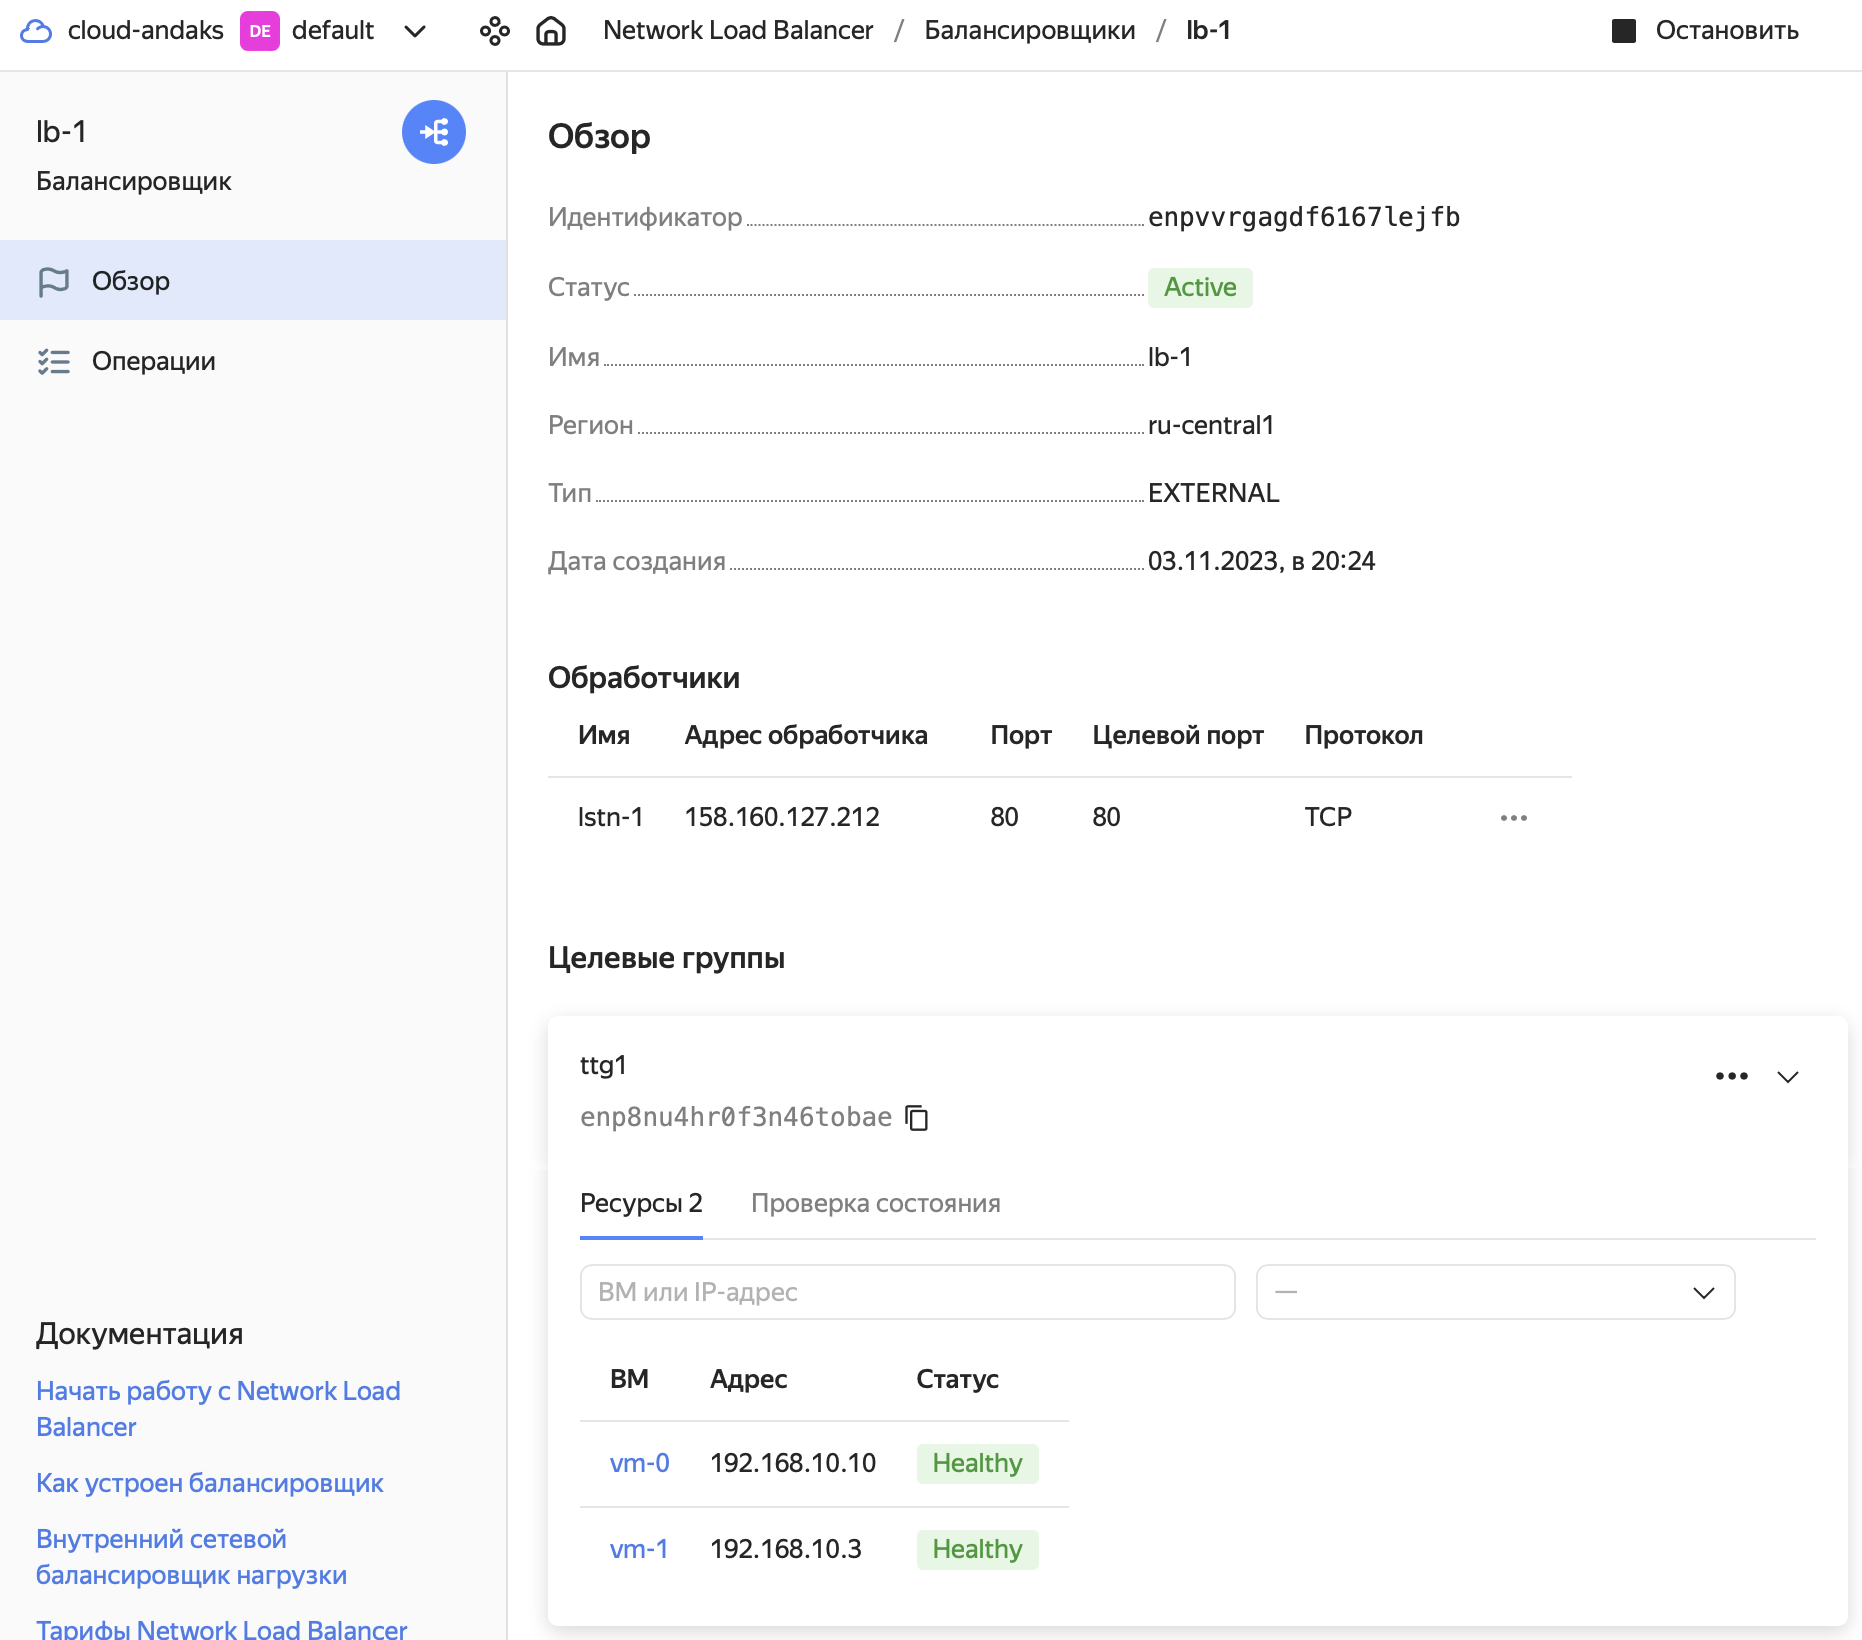 cloud-andaks DE default Network Load Balancer / Балансировщики / lb-1 Остановить
lb-1
Балансировщик
Обзор
Операции
Документация
Начать работу с Network Load
Balancer
Как устроен балансировщик
Внутренний сетевой
балансировщик нагрузки
Тарифы Network Load Balancer
Обзор
Идентификатор enpvvrgagdf6167lejfb
Статус Active
Имя lb-1
Регион ru-central1
Тип EXTERNAL
Дата создания 03.11.2023, в 20:24
Обработчики
Имя Адрес обработчика Порт Целевой порт Протокол
lstn-1 158.160.127.212 80 80 TCP
Целевые группы
ttg1
enp8nu4hr0f3n46tobae
Ресурсы 2 Проверка состояния
ВМ или IP-адрес —
ВМ Адрес Статус
vm-0 192.168.10.10 Healthy
vm-1 192.168.10.3 Healthy